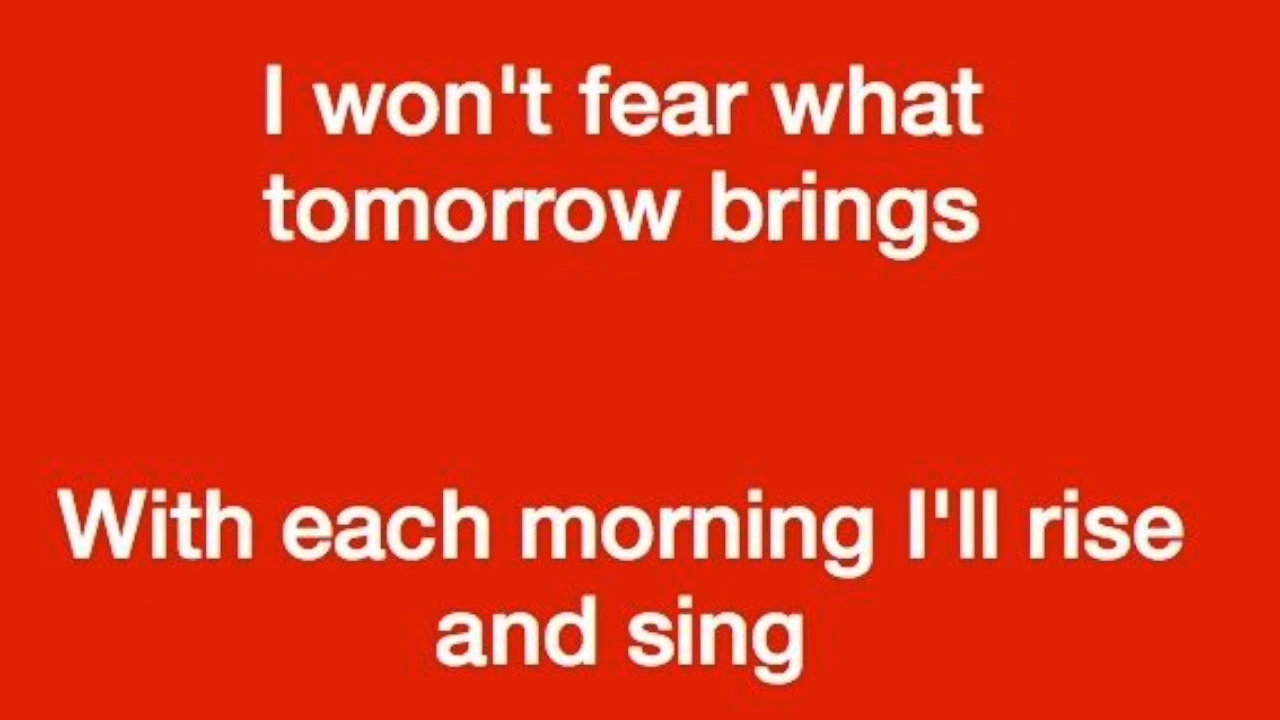 I won't fear what
tomorrow brings
With each morning I'll rise
and sing